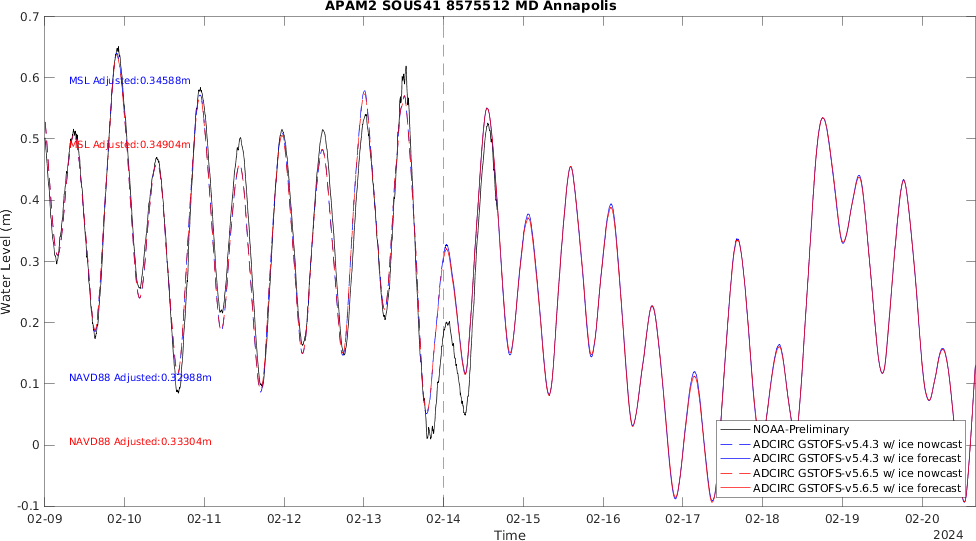 APAM2 SOUS41 8575512 MD Annapolis
0.7
0.6
0.5
0.4
0.3
0.2
0.1
0
-0.1
Water Level (m)
MSL Adjusted:0.34588m
MSL Adjusted:0.34904m
NAVD88 Adjusted:0.32988m
NAVD88 Adjusted:0.33304m
NOAA-Preliminary
ADCIRC GSTOFS-v5.4.3 w/ ice nowcast
ADCIRC GSTOFS-v5.4.3 w/ ice forecast
ADCIRC GSTOFS-v5.6.5 w/ ice nowcast
ADCIRC GSTOFS-v5.6.5 w/ ice forecast
02-09 02-10 02-11 02-12 02-13 02-14 02-15 02-16 02-17 02-18 02-19 02-20
Time
2024